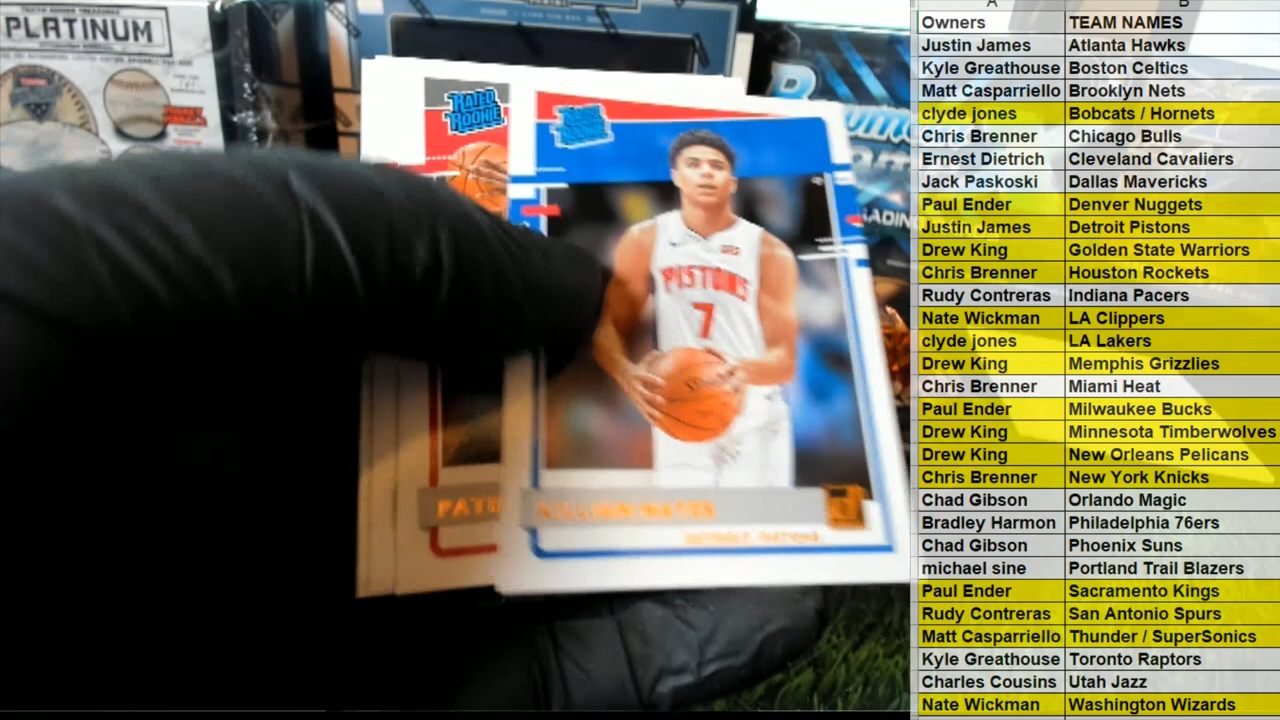 PLATINUM
RATED
ROOKIE
RATED
ROOKIE
PISTONS
7
PATR
KILLIAN HAYES
DETROIT PISTONS
A B
Owners TEAM NAMES
Justin James Atlanta Hawks
Kyle Greathouse Boston Celtics
Matt Casparriello Brooklyn Nets
clyde jones Bobcats / Hornets
Chris Brenner Chicago Bulls
Ernest Dietrich Cleveland Cavaliers
Jack Paskoski Dallas Mavericks
Paul Ender Denver Nuggets
Justin James Detroit Pistons
Drew King Golden State Warriors
Chris Brenner Houston Rockets
Rudy Contreras Indiana Pacers
Nate Wickman LA Clippers
clyde jones LA Lakers
Drew King Memphis Grizzlies
Chris Brenner Miami Heat
Paul Ender Milwaukee Bucks
Drew King Minnesota Timberwolves
Drew King New Orleans Pelicans
Chris Brenner New York Knicks
Chad Gibson Orlando Magic
Bradley Harmon Philadelphia 76ers
Chad Gibson Phoenix Suns
michael sine Portland Trail Blazers
Paul Ender Sacramento Kings
Rudy Contreras San Antonio Spurs
Matt Casparriello Thunder / SuperSonics
Kyle Greathouse Toronto Raptors
Charles Cousins Utah Jazz
Nate Wickman Washington Wizards